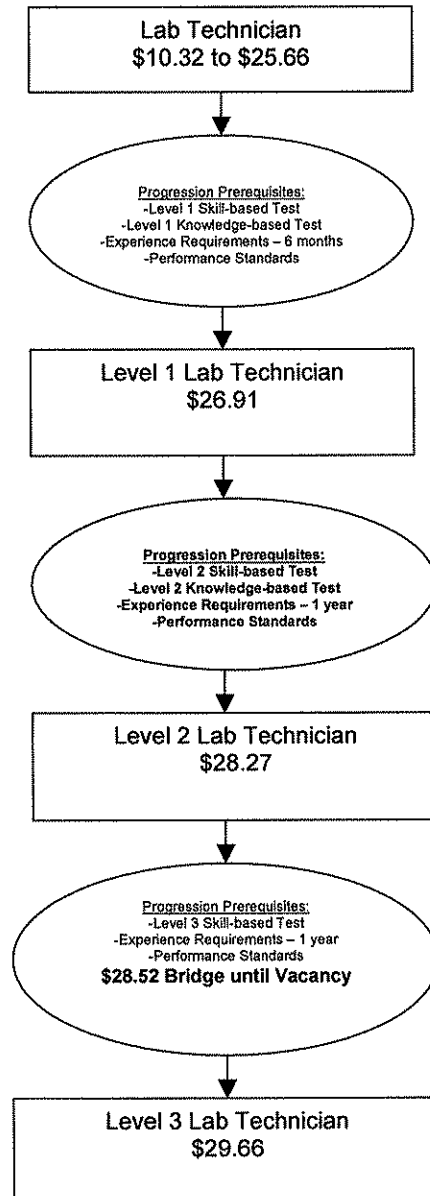 Lab Technician
$10.32 to $25.66
Progression Prerequisites:
-Level 1 Skill-based Test
-Level 1 Knowledge-based Test
-Experience Requirements – 6 months
-Performance Standards
Level 1 Lab Technician
$26.91
Progression Prerequisites:
-Level 2 Skill-based Test
-Level 2 Knowledge-based Test
-Experience Requirements – 1 year
-Performance Standards
Level 2 Lab Technician
$28.27
Progression Prerequisites:
-Level 3 Skill-based Test
-Experience Requirements – 1 year
-Performance Standards
$28.52 Bridge until Vacancy
Level 3 Lab Technician
$29.66